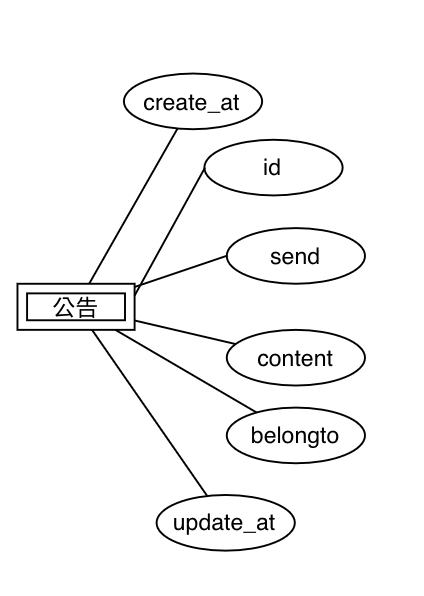 create_at
id
send
公告
content
belongto
update_at